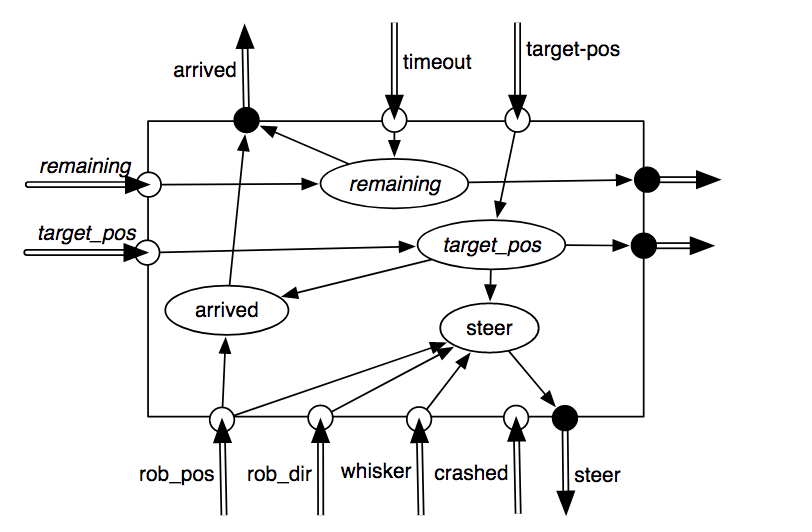 target-pos
timeout
arrived
remaining
remaining
target_pos
target_pos
arrived
steer
rob_pos
rob_dir
whisker
crashed
steer